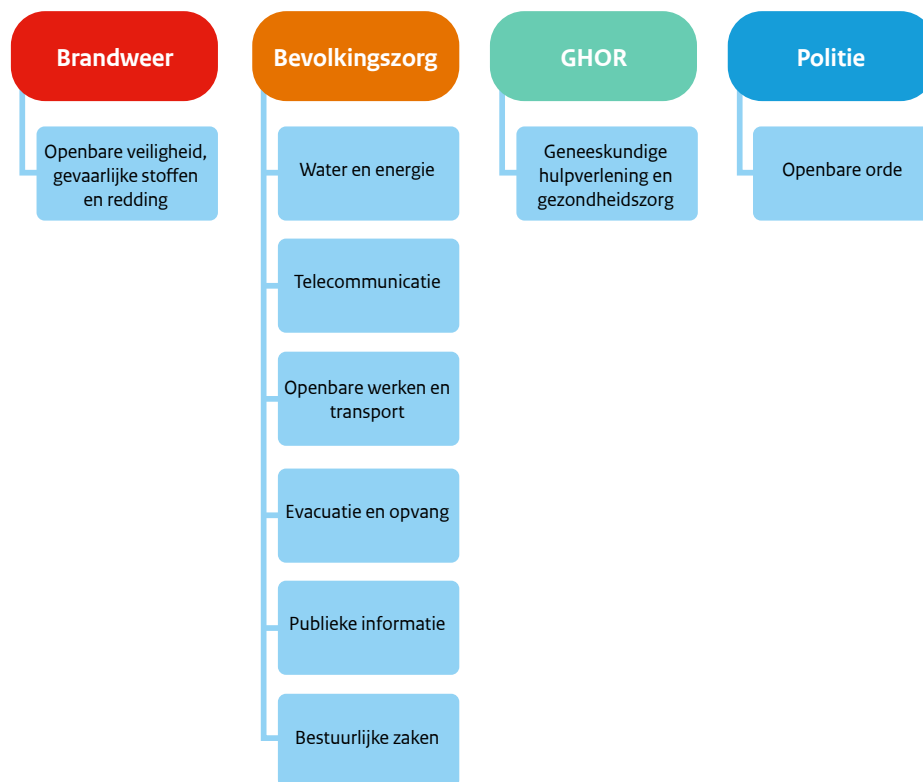 Brandweer
Openbare veiligheid,
gevaarlijke stoffen
en redding
Bevolkingszorg
Water en energie
Telecommunicatie
Openbare werken en
transport
Evacuatie en opvang
Publieke informatie
Bestuurlijke zaken
GHOR
Geneeskundige
hulpverlening en
gezondheidszorg
Politie
Openbare orde